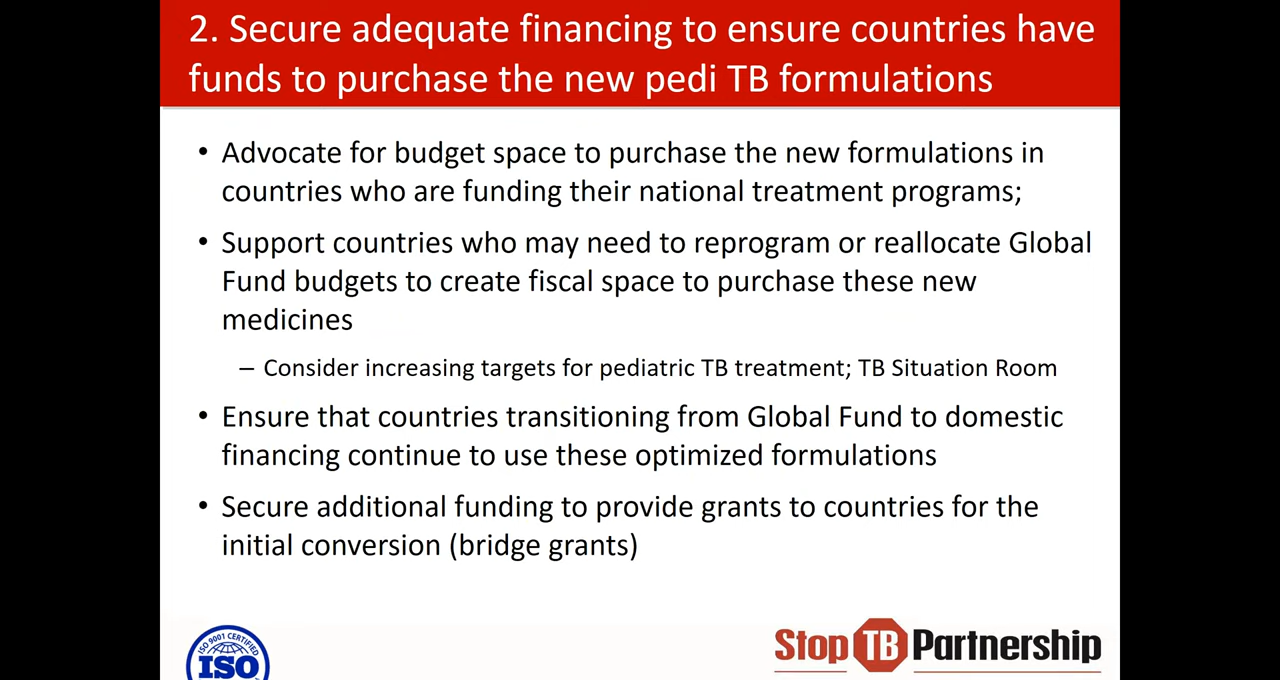 2. Secure adequate financing to ensure countries have
funds to purchase the new pedi TB formulations
• Advocate for budget space to purchase the new formulations in
countries who are funding their national treatment programs;
• Support countries who may need to reprogram or reallocate Global
Fund budgets to create fiscal space to purchase these new
medicines
– Consider increasing targets for pediatric TB treatment; TB Situation Room
• Ensure that countries transitioning from Global Fund to domestic
financing continue to use these optimized formulations
• Secure additional funding to provide grants to countries for the
initial conversion (bridge grants)
ISO 9001 CERTIFIED
ISO
Stop TB Partnership